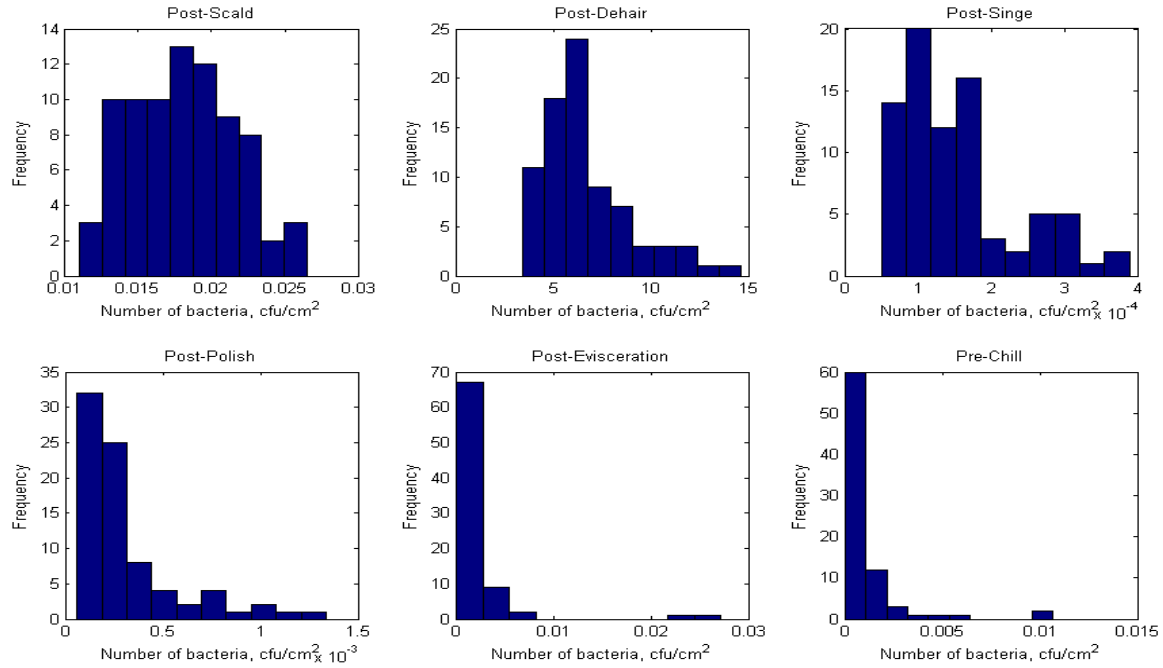 Post-Scald
14
12
10
8
6
4
2
0
Frequency
0.01 0.015 0.02 0.025 0.03
Number of bacteria, cfu/cm²
Post-Dehair
25
20
15
10
5
0
Frequency
0 5 10 15
Number of bacteria, cfu/cm²
Post-Singe
20
15
10
5
0
Frequency
0 1 2 3 4
Number of bacteria, cfu/cm² x 10⁻⁴
Post-Polish
35
30
25
20
15
10
5
0
Frequency
0 0.5 1 1.5
Number of bacteria, cfu/cm² x 10⁻³
Post-Evisceration
70
60
50
40
30
20
10
0
Frequency
0 0.01 0.02 0.03
Number of bacteria, cfu/cm²
Pre-Chill
60
50
40
30
20
10
0
Frequency
0 0.005 0.01 0.015
Number of bacteria, cfu/cm²